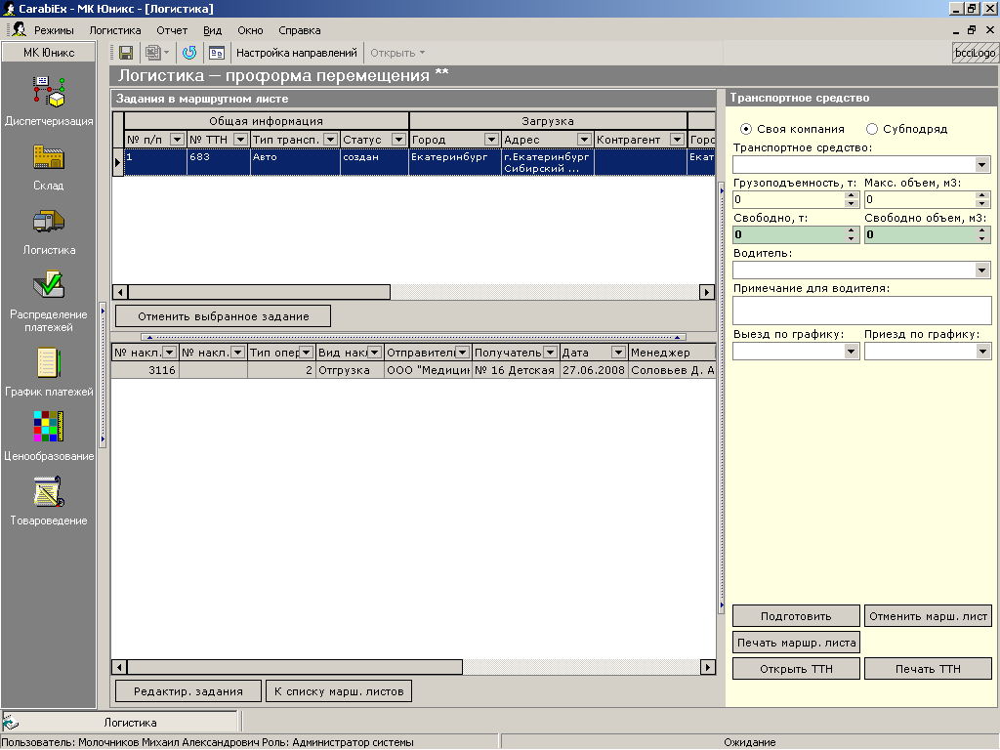 CarabiEx - МК Юникс - [Логистика]
Режимы Логистика Отчет Вид Окно Справка
МК Юникс
Настройка направлений Открыть
bcciLogo
Логистика — проформа перемещения **
Диспетчеризация
Склад
Логистика
Распределение
платежей
График платежей
Ценообразование
Товароведение
Задания в маршрутном листе
Общая информация Загрузка
№ п/п № ТТН Тип трансп. Статус Город Адрес Контрагент Горо
1 683 Авто создан Екатеринбург г.Екатеринбург Екат
Сибирский ...
Отменить выбранное задание
№ накл. № накл. Тип опер Вид накл Отправитель Получатель Дата Менеджер
3116 2 Отгрузка ООО "Медицин № 16 Детская 27.06.2008 Соловьев Д. А
Редактир. задания К списку марш. листов
Транспортное средство
Своя компания Субподряд
Транспортное средство:
Грузоподъемность, т: Макс. объем, м3:
0 0
Свободно, т: Свободно объем, м3:
0 0
Водитель:
Примечание для водителя:
Выезд по графику: Приезд по графику:
Подготовить Отменить марш. лист
Печать маршр. листа
Открыть ТТН Печать ТТН
Логистика
Пользователь: Молочников Михаил Александрович Роль: Администратор системы Ожидание